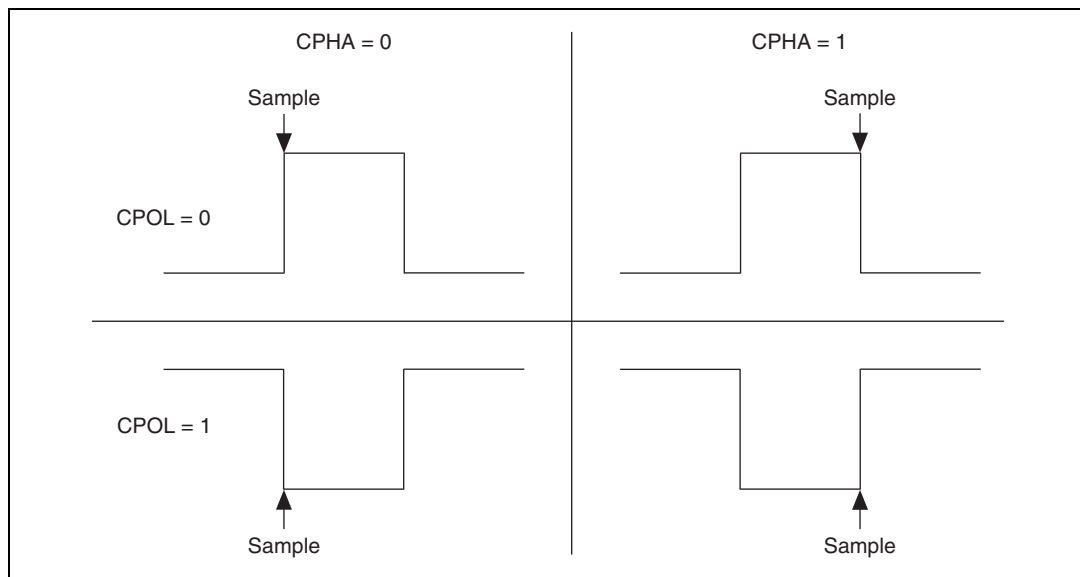 CPHA = 0
CPHA = 1
Sample
Sample
CPOL = 0
CPOL = 1
Sample
Sample